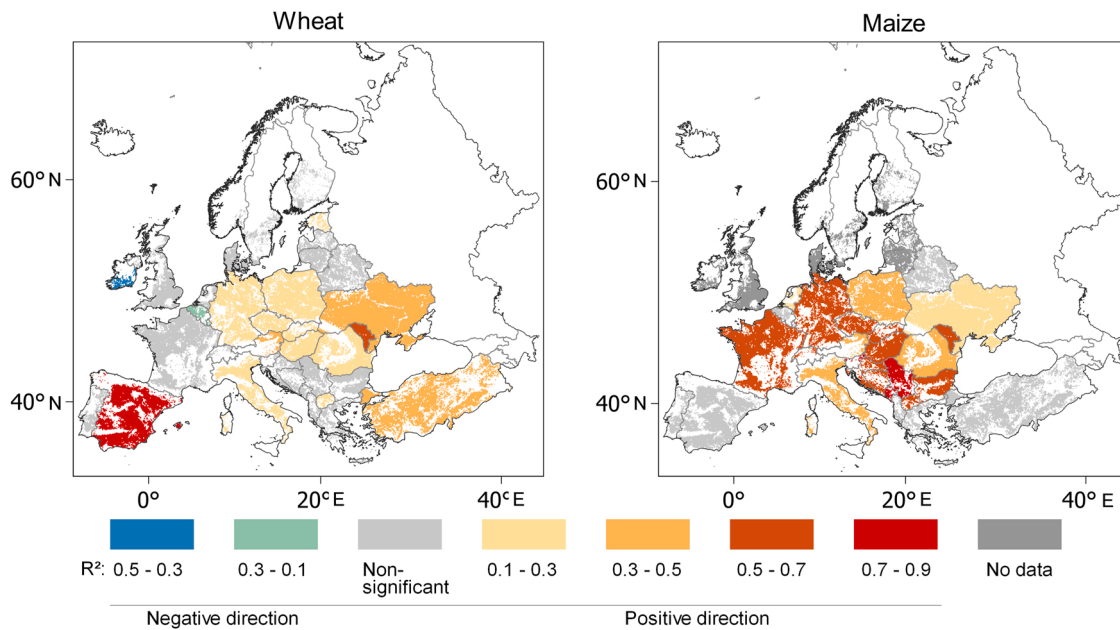 Wheat
Maize
60° N
40° N
0°
20° E
40° E
60° N
40° N
0°
20° E
40° E
R²: 0.5 - 0.3
0.3 - 0.1
Non-
significant
0.1 - 0.3
0.3 - 0.5
0.5 - 0.7
0.7 - 0.9
No data
Negative direction
Positive direction